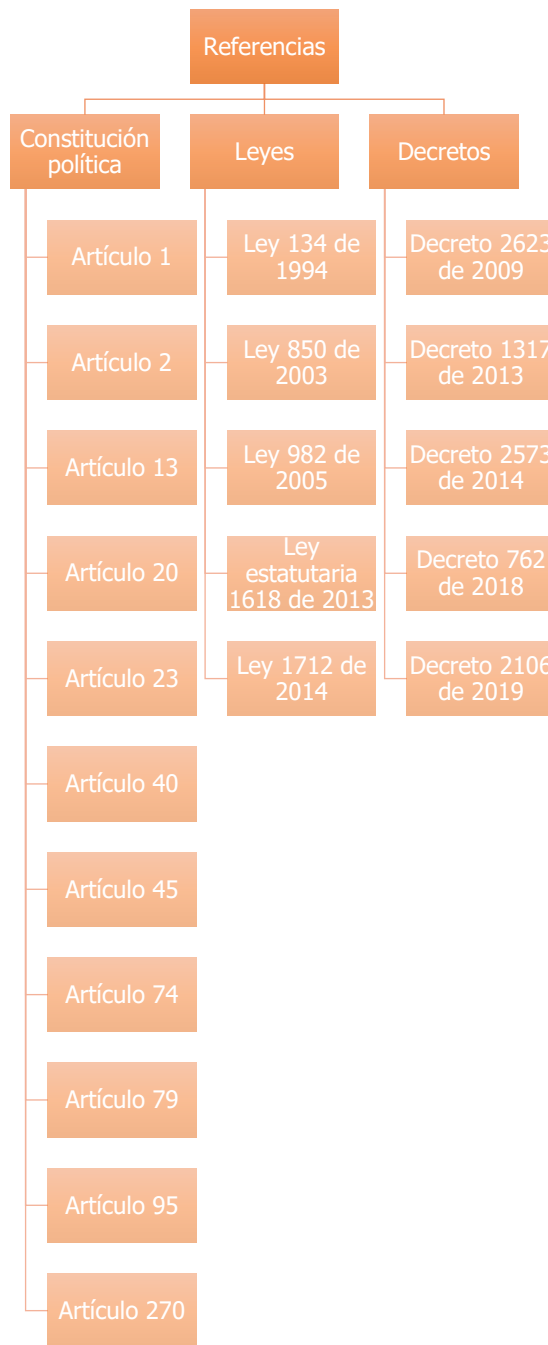 Referencias
Constitución
política
Artículo 1
Artículo 2
Artículo 13
Artículo 20
Artículo 23
Artículo 40
Artículo 45
Artículo 74
Artículo 79
Artículo 95
Artículo 270
Leyes
Ley 134 de
1994
Ley 850 de
2003
Ley 982 de
2005
Ley
estatutaria
1618 de 2013
Ley 1712 de
2014
Decretos
Decreto 2623
de 2009
Decreto 1317
de 2013
Decreto 2573
de 2014
Decreto 762
de 2018
Decreto 2106
de 2019